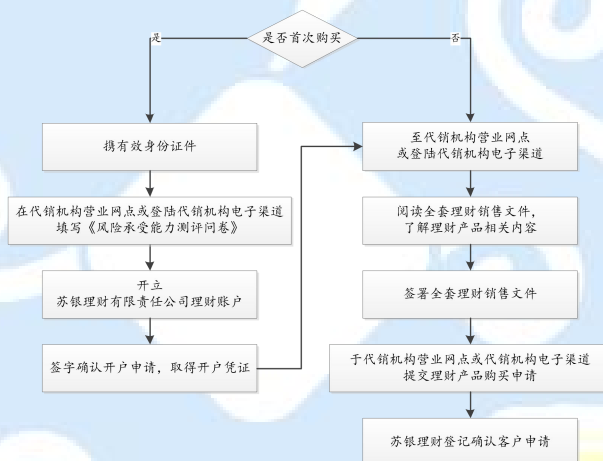 是否首次购买
是
否
携有效身份证件
在代销机构营业网点或登陆代销机构电子渠道
填写《风险承受能力测评问卷》
开立
苏银理财有限责任公司理财账户
签字确认开户申请，取得开户凭证
至代销机构营业网点
或登陆代销机构电子渠道
阅读全套理财销售文件，
了解理财产品相关内容
签署全套理财销售文件
于代销机构营业网点或代销机构电子渠道
提交理财产品购买申请
苏银理财登记确认客户申请